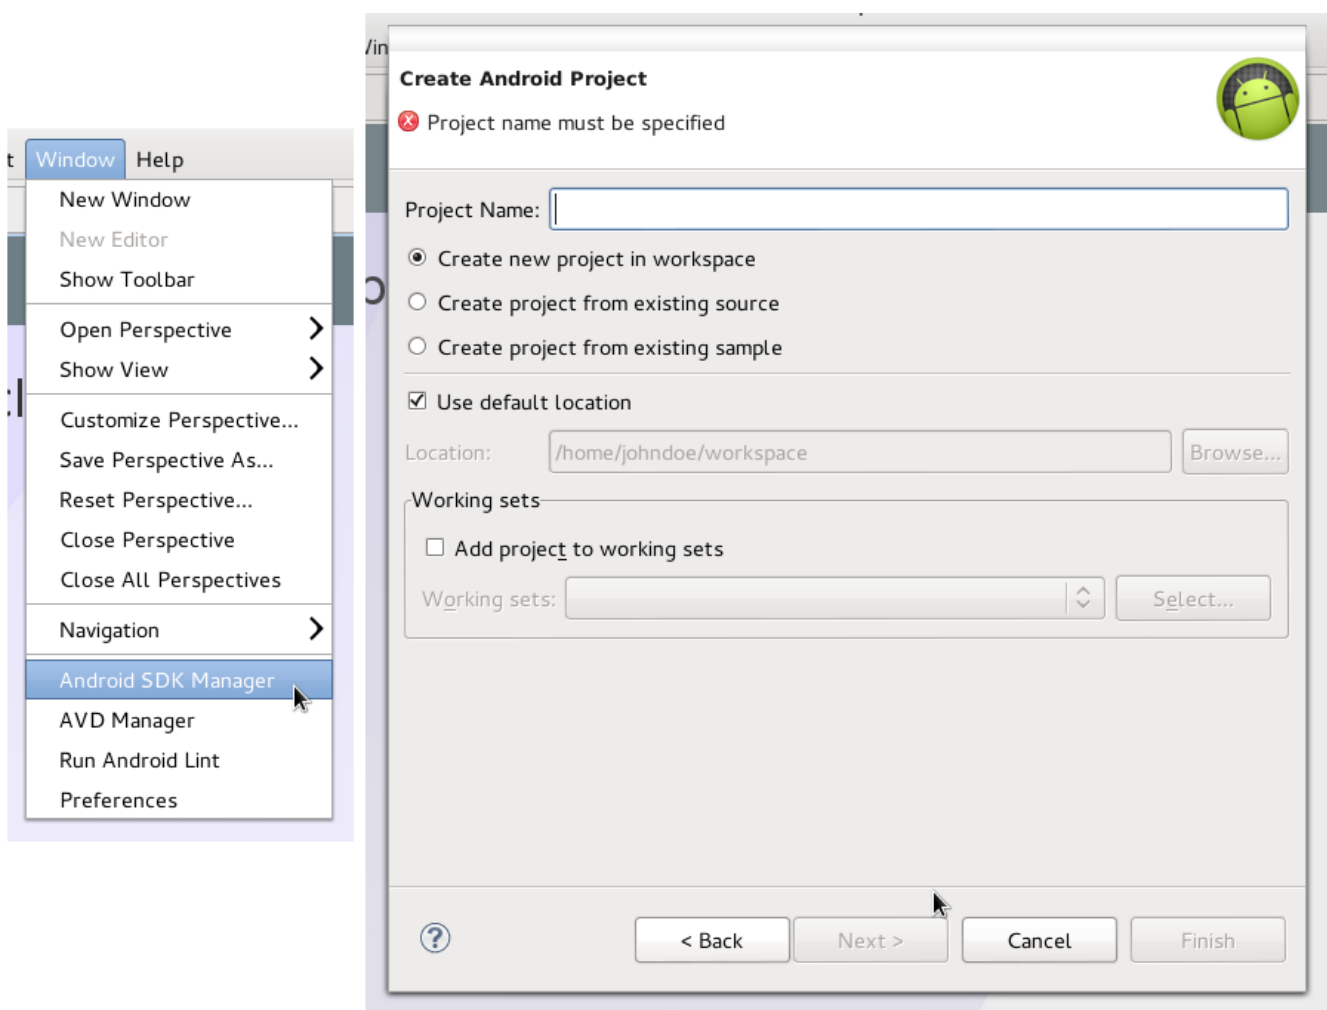 t Window Help
New Window
New Editor
Show Toolbar
Open Perspective
Show View
Customize Perspective...
Save Perspective As...
Reset Perspective...
Close Perspective
Close All Perspectives
Navigation
Android SDK Manager
AVD Manager
Run Android Lint
Preferences
Create Android Project
Project name must be specified
Project Name:
Create new project in workspace
Create project from existing source
Create project from existing sample
Use default location
Location: /home/johndoe/workspace Browse...
Working sets
Add project to working sets
Working sets: Select...
? < Back Next > Cancel Finish